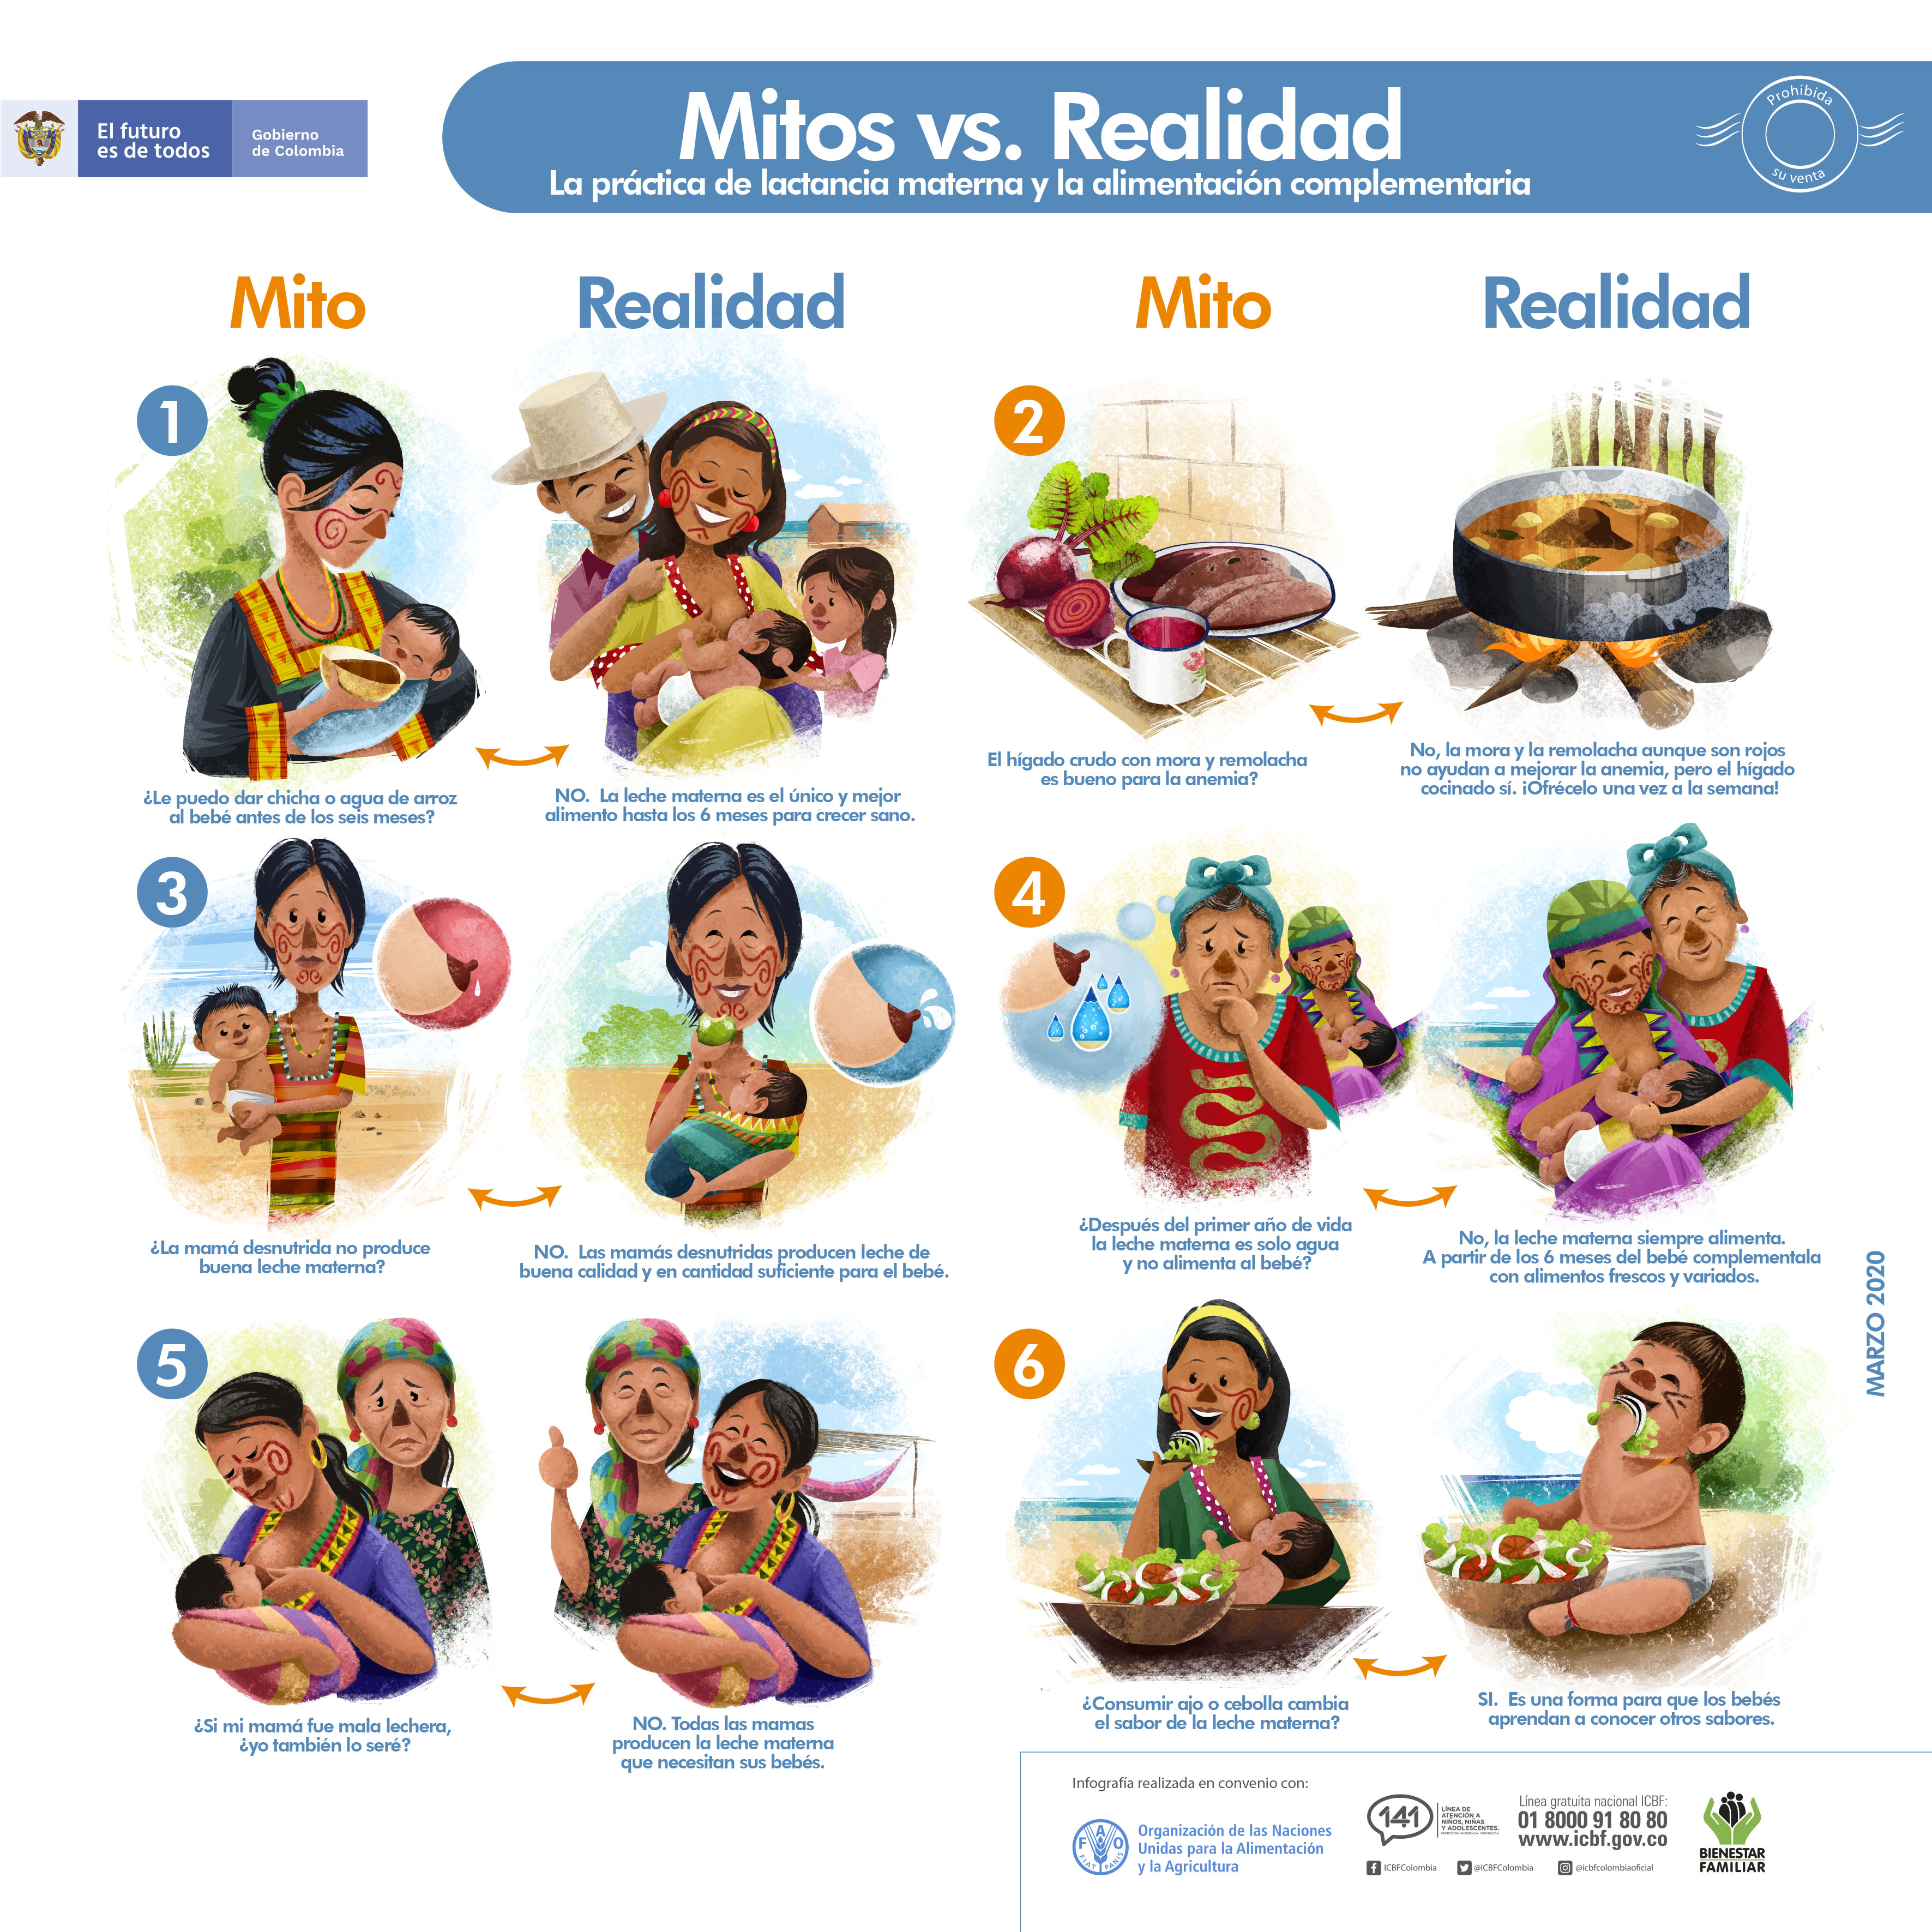 El futuro
es de todos
Gobierno
de Colombia
Mitos vs. Realidad
La práctica de lactancia materna y la alimentación complementaria
Prohibida
su venta
Mito
Realidad
Mito
Realidad
1
¿Le puedo dar chicha o agua de arroz
al bebé antes de los seis meses?
NO. La leche materna es el único y mejor
alimento hasta los 6 meses para crecer sano.
2
El hígado crudo con mora y remolacha
es bueno para la anemia?
No, la mora y la remolacha aunque son rojos
no ayudan a mejorar la anemia, pero el hígado
cocinado sí. ¡Ofrécelo una vez a la semana!
3
¿La mamá desnutrida no produce
buena leche materna?
NO. Las mamás desnutridas producen leche de
buena calidad y en cantidad suficiente para el bebé.
4
¿Después del primer año de vida
la leche materna es solo agua
y no alimenta al bebé?
No, la leche materna siempre alimenta.
A partir de los 6 meses del bebé complementala
con alimentos frescos y variados.
MARZO 2020
5
¿Si mi mamá fue mala lechera,
¿yo también lo seré?
NO. Todas las mamas
producen la leche materna
que necesitan sus bebés.
6
¿Consumir ajo o cebolla cambia
el sabor de la leche materna?
SI. Es una forma para que los bebés
aprendan a conocer otros sabores.
Infografía realizada en convenio con:
FAO
FIAT PANIS
Organización de las Naciones
Unidas para la Alimentación
y la Agricultura
141
LÍNEA DE
ATENCIÓN A
NIÑOS, NIÑAS
Y ADOLESCENTES.
Línea gratuita nacional ICBF:
01 8000 91 80 80
www.icbf.gov.co
ICBFColombia
@ICBFColombia
@icbfcolombiaoficial
BIENESTAR
FAMILIAR